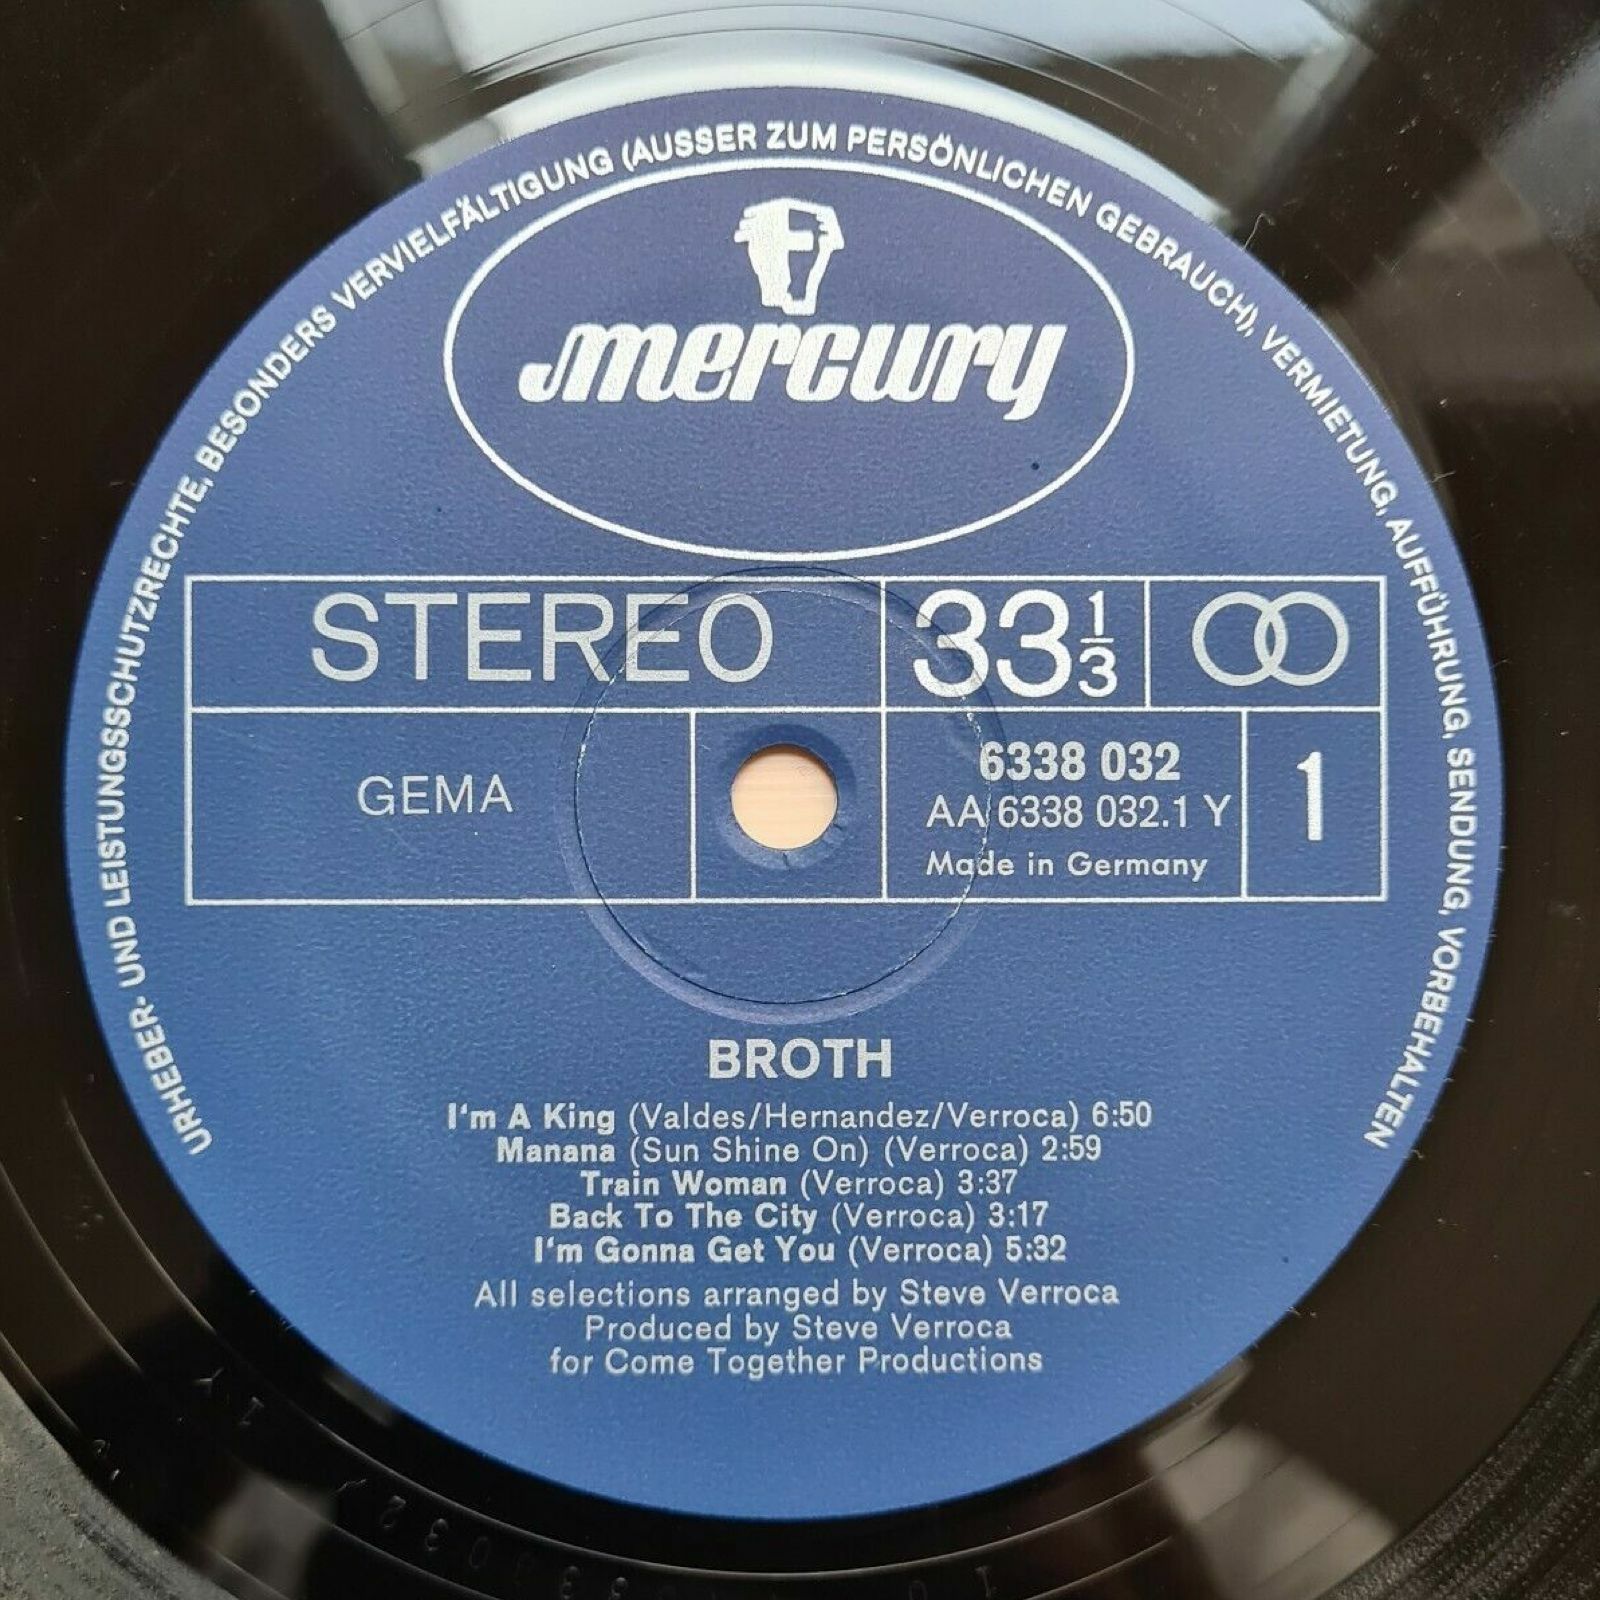 URHEBER- UND LEISTUNGSSCHUTZRECHTE, BESONDERS VERVIELFÄLTIGUNG (AUSSER ZUM PERSÖNLICHEN GEBRAUCH), VERMIETUNG, AUFFÜHRUNG, SENDUNG, VORBEHALTEN
mercury
STEREO 33 1/3
GEMA
6338 032
AA 6338 032.1 Y
Made in Germany
1
BROTH
I'm A King (Valdes/Hernandez/Verroca) 6:50
Manana (Sun Shine On) (Verroca) 2:59
Train Woman (Verroca) 3:37
Back To The City (Verroca) 3:17
I'm Gonna Get You (Verroca) 5:32
All selections arranged by Steve Verroca
Produced by Steve Verroca
for Come Together Productions